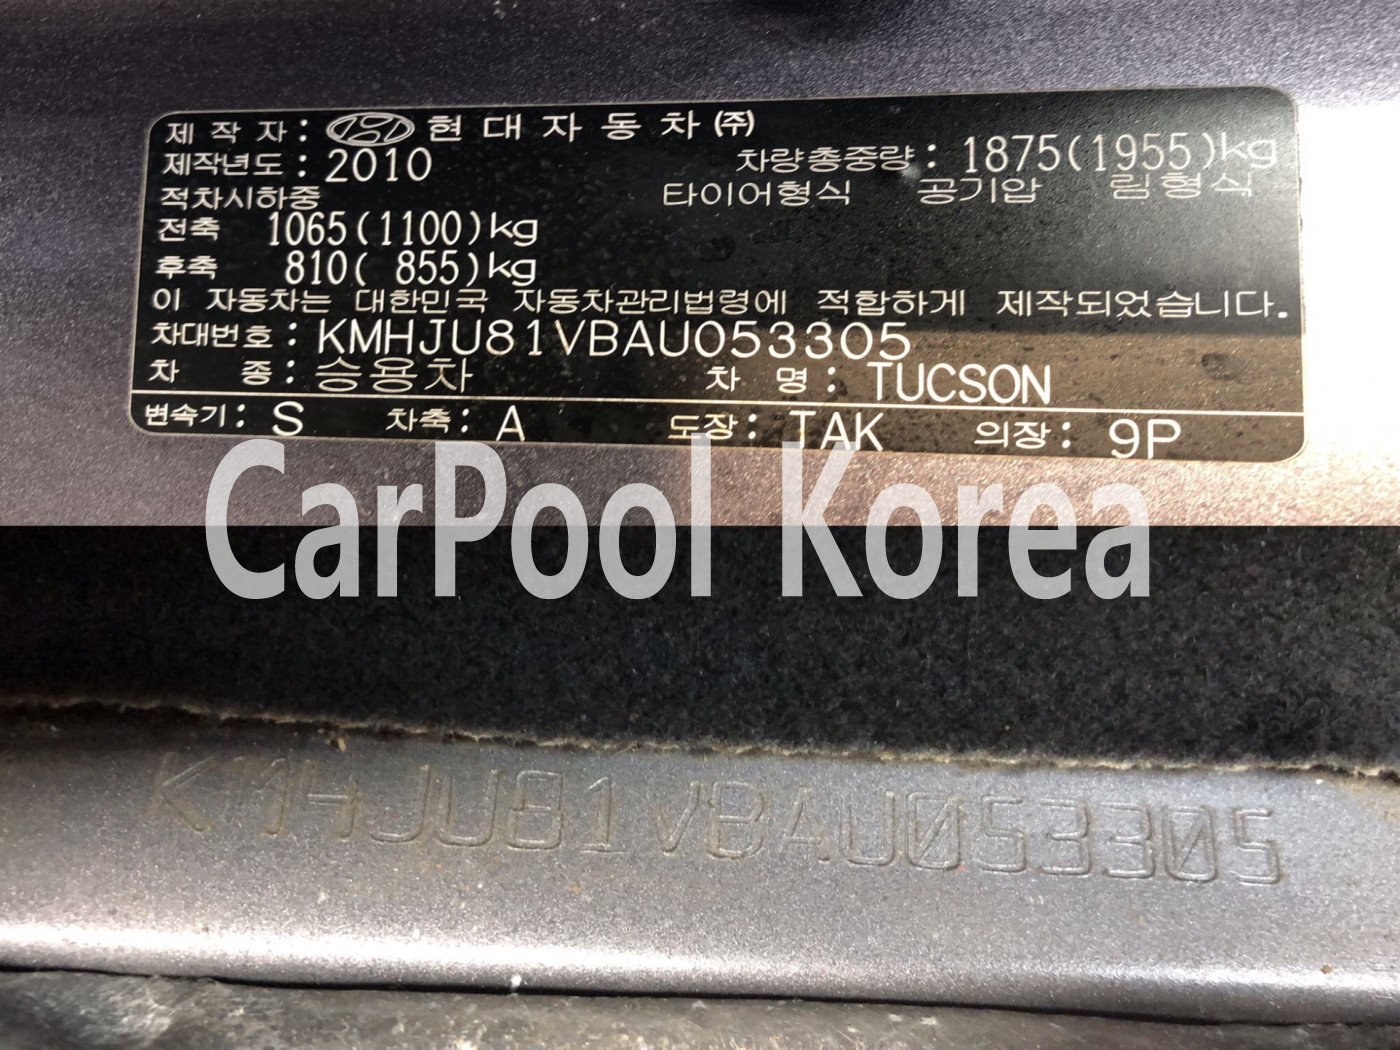 제 작 자 : HYUNDAI 현 대 자 동 차 ㈜
제작년도 : 2010 차량총중량 : 1875(1955)kg
적차시하중 타이어형식 공기압 림형식
전축 1065(1100)kg
후축 810( 855)kg
이 자동차는 대한민국 자동차관리법령에 적합하게 제작되었습니다.
차대번호 : KMHJU81VBAU053305
차 종 : 승용차 차 명 : TUCSON
변속기 : S 차축 : A 도장 : TAK 의장 : 9P
CarPool Korea
KMHJU81VBAU053305